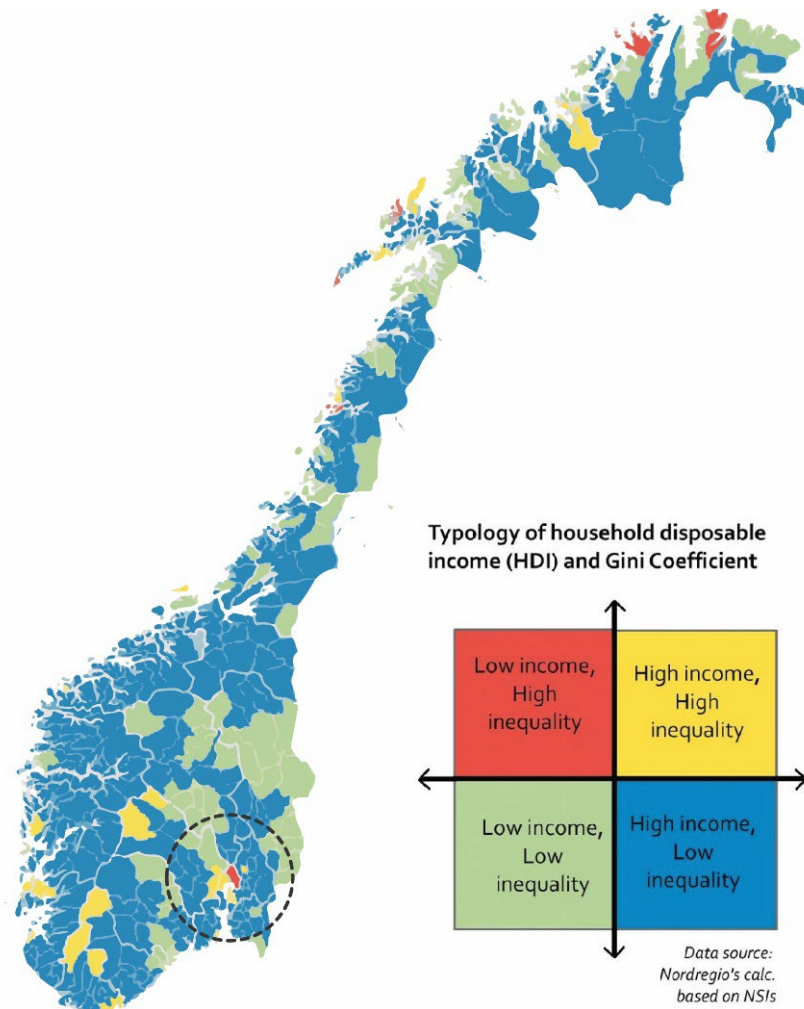 Typology of household disposable
income (HDI) and Gini Coefficient
Low income,
High
inequality
High income,
High
inequality
Low income,
Low
inequality
High income,
Low
inequality
Data source:
Nordregio's calc.
based on NSIs